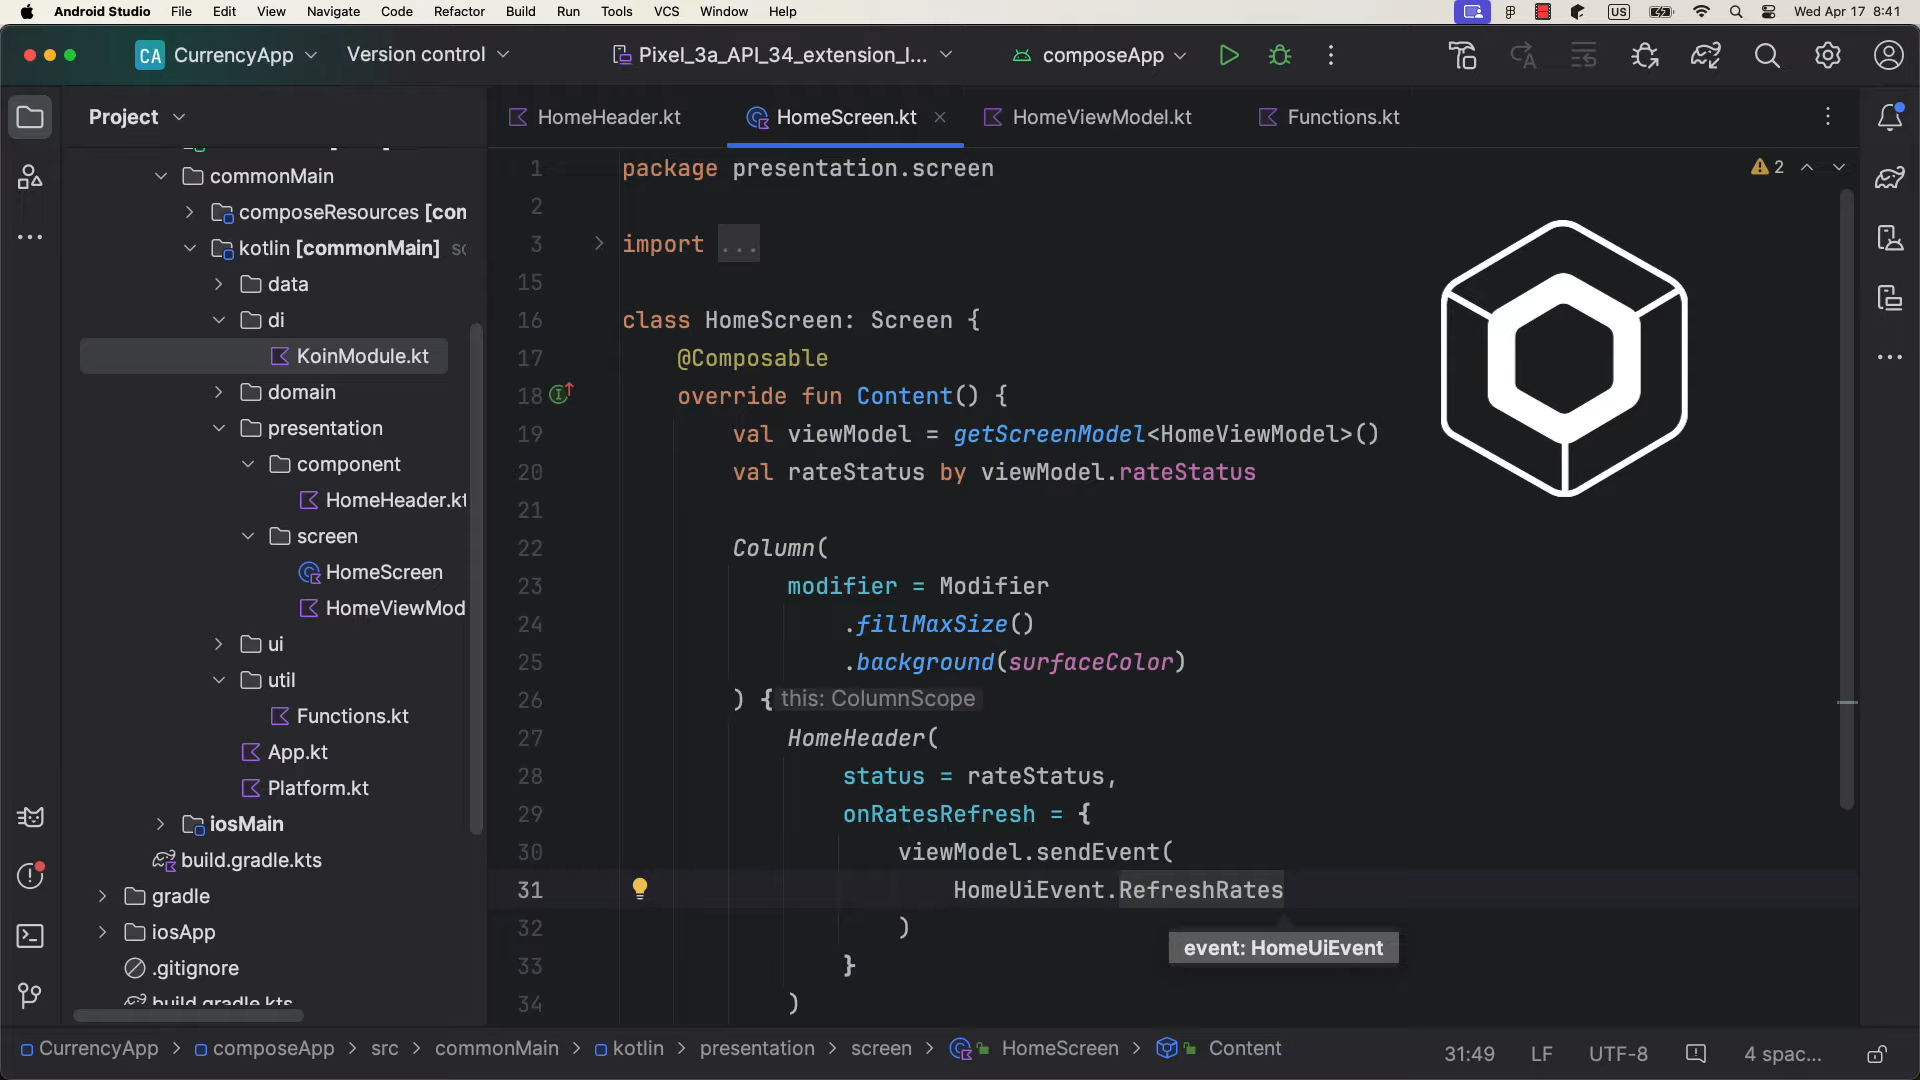 Android Studio File Edit View Navigate Code Refactor Build Run Tools VCS Window Help US Wed Apr 17 8:41
CA CurrencyApp Version control Pixel_3a_API_34_extension_l... composeApp
Project
HomeHeader.kt HomeScreen.kt HomeViewModel.kt Functions.kt
commonMain
composeResources [con
kotlin [commonMain]
data
di
KoinModule.kt
domain
presentation
component
HomeHeader.kt
screen
HomeScreen
HomeViewMod
ui
util
Functions.kt
App.kt
Platform.kt
iosMain
build.gradle.kts
gradle
iosApp
.gitignore
build.gradle.kts
2
1 package presentation.screen
2
3 import ...
15
16 class HomeScreen: Screen {
17 @Composable
18 override fun Content() {
19 val viewModel = getScreenModel<HomeViewModel>()
20 val rateStatus by viewModel.rateStatus
21
22 Column(
23 modifier = Modifier
24 .fillMaxSize()
25 .background(surfaceColor)
26 ) { this: ColumnScope
27 HomeHeader(
28 status = rateStatus,
29 onRatesRefresh = {
30 viewModel.sendEvent(
31 HomeUiEvent.RefreshRates
32 )
event: HomeUiEvent
33 }
34 )
CurrencyApp composeApp src commonMain kotlin presentation screen HomeScreen Content 31:49 LF UTF-8 4 spac...